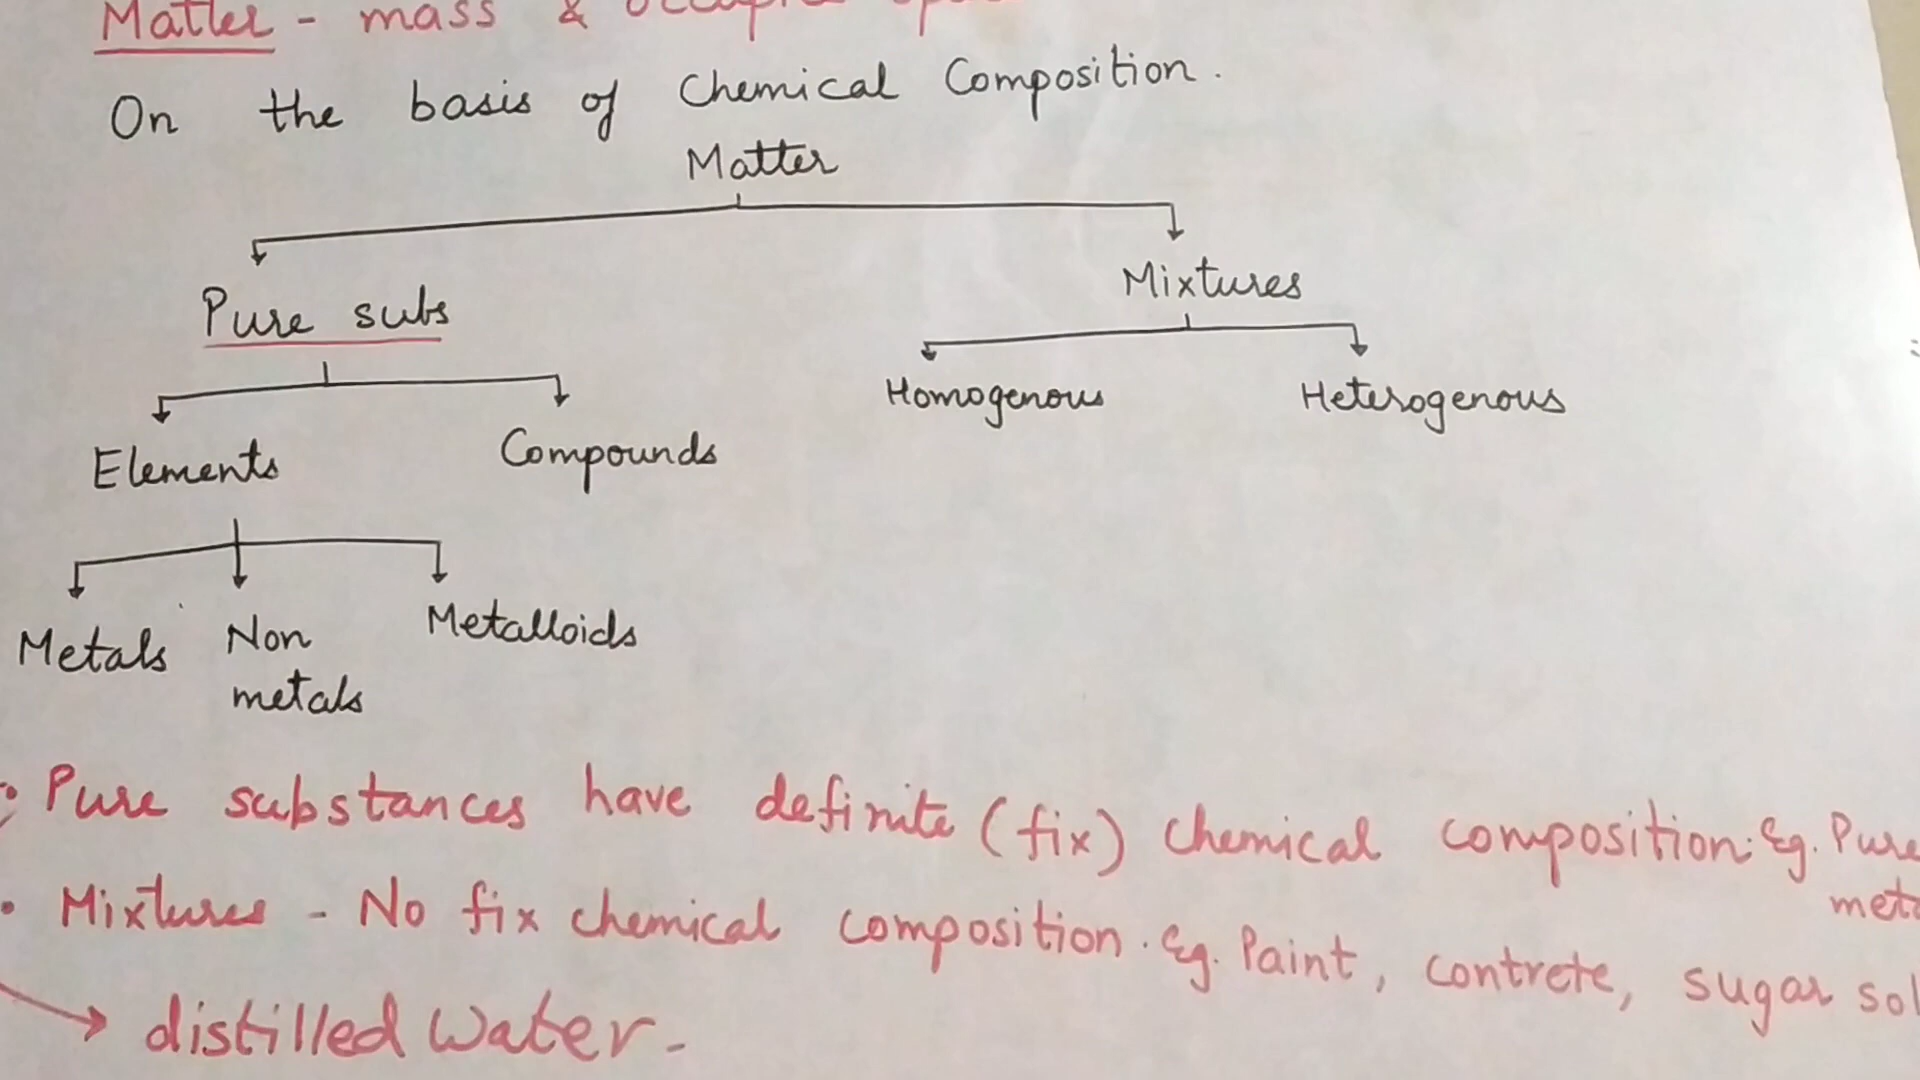 Matter - mass &
On the basis of Chemical Composition.
Matter
Pure subs
Mixtures
Elements
Compounds
Homogenous
Heterogenous
Metals
Non
metals
Metalloids
Pure substances have definite (fix) chemical composition. Eg. Pure
• Mixtures - No fix chemical composition. Eg. Paint, contrete, sugar sol
→ distilled Water.